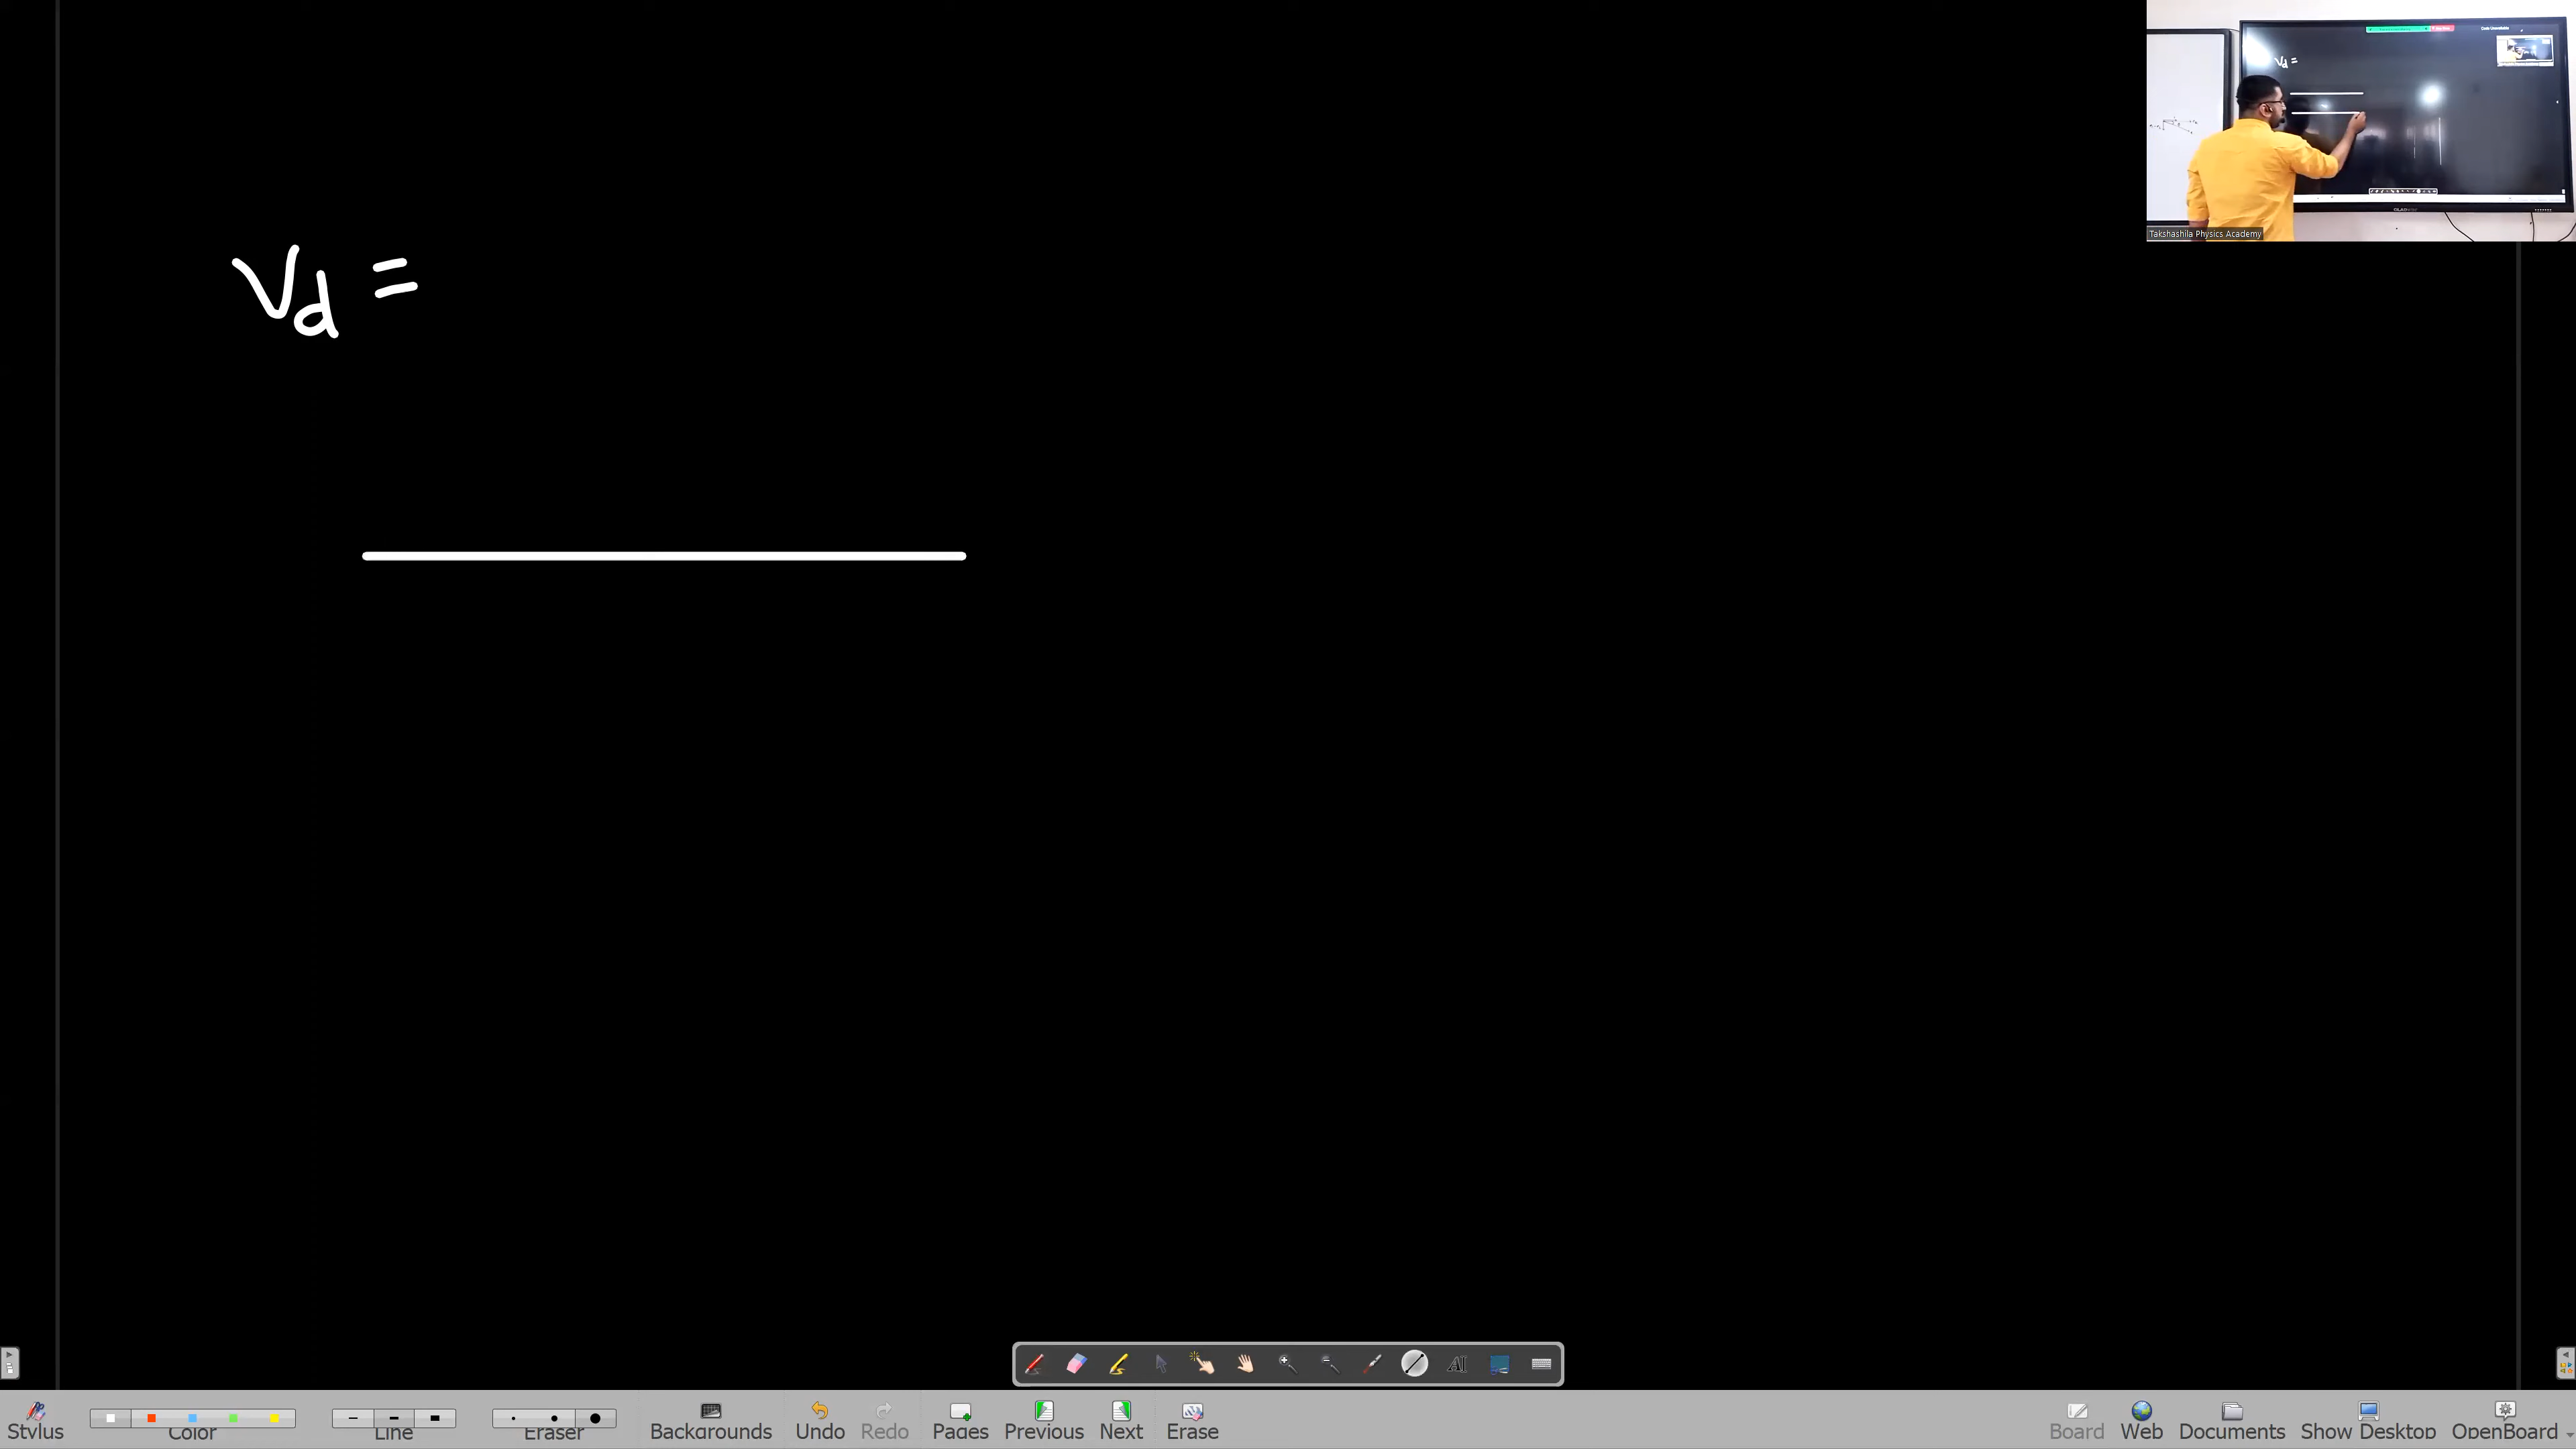 Vd =
Takshashila Physics Academy
Stylus
Color
Line
Eraser
Backgrounds
Undo
Redo
Pages
Previous
Next
Erase
Board
Web
Documents
Show Desktop
OpenBoard